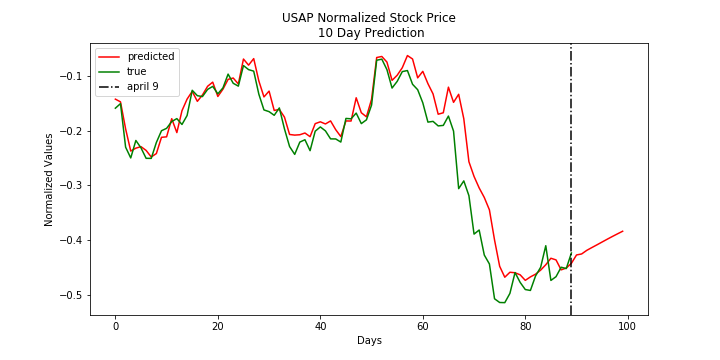 USAP Normalized Stock Price
10 Day Prediction
predicted
true
april 9
Normalized Values
−0.1
−0.2
−0.3
−0.4
−0.5
0
20
40
60
80
100
Days